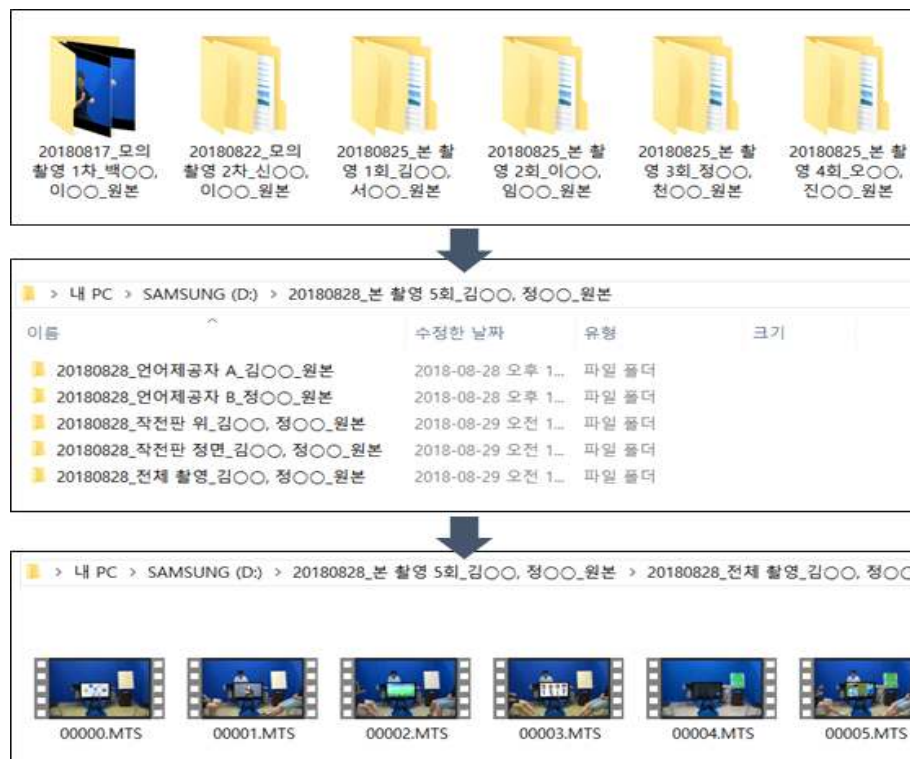 20180817_모의
촬영 1차_백○○,
이○○_원본
20180822_모의
촬영 2차_신○○,
이○○_원본
20180825_본 촬
영 1회_김○○,
서○○_원본
20180825_본 촬
영 2회_이○○,
임○○_원본
20180825_본 촬
영 3회_정○○,
천○○_원본
20180825_본 촬
영 4회_오○○,
진○○_원본
> 내 PC > SAMSUNG (D:) > 20180828_본 촬영 5회_김○○, 정○○_원본
이름 수정한 날짜 유형 크기
20180828_언어제공자 A_김○○_원본 2018-08-28 오후 1... 파일 폴더
20180828_언어제공자 B_정○○_원본 2018-08-28 오후 1... 파일 폴더
20180828_작전판 위_김○○, 정○○_원본 2018-08-29 오전 1... 파일 폴더
20180828_작전판 정면_김○○, 정○○_원본 2018-08-29 오전 1... 파일 폴더
20180828_전체 촬영_김○○, 정○○_원본 2018-08-29 오전 1... 파일 폴더
> 내 PC > SAMSUNG (D:) > 20180828_본 촬영 5회_김○○, 정○○_원본 > 20180828_전체 촬영_김○○, 정○○
00000.MTS 00001.MTS 00002.MTS 00003.MTS 00004.MTS 00005.MTS